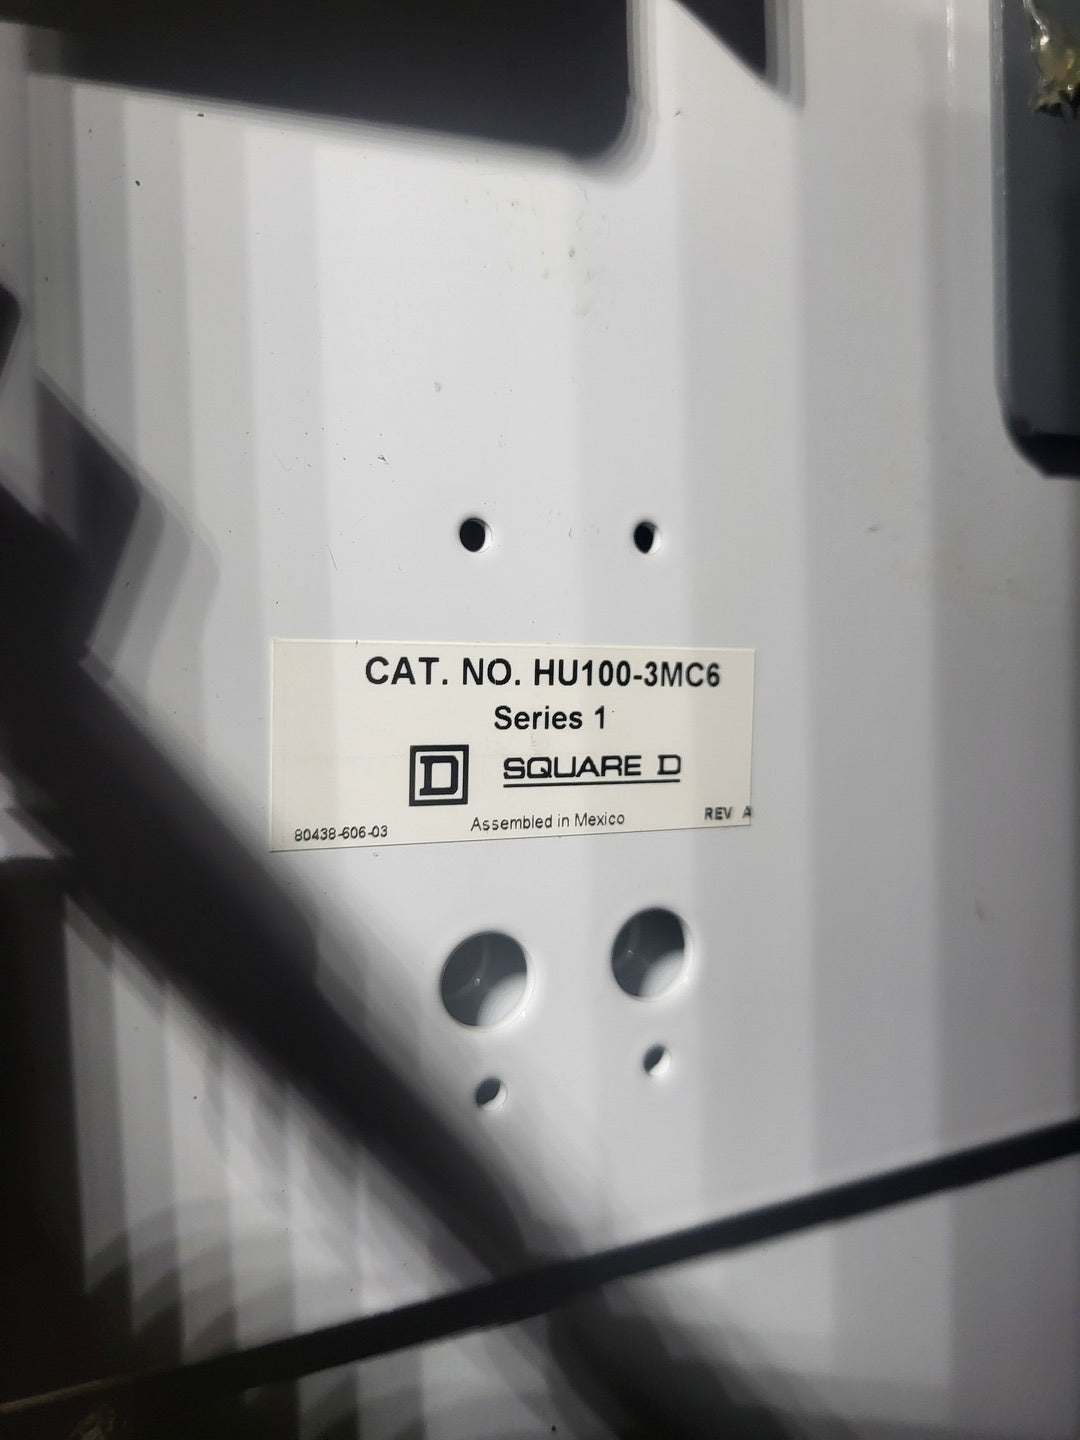 CAT. NO. HU100-3MC6
Series 1
D SQUARE D
80438-606-03 Assembled in Mexico REV A